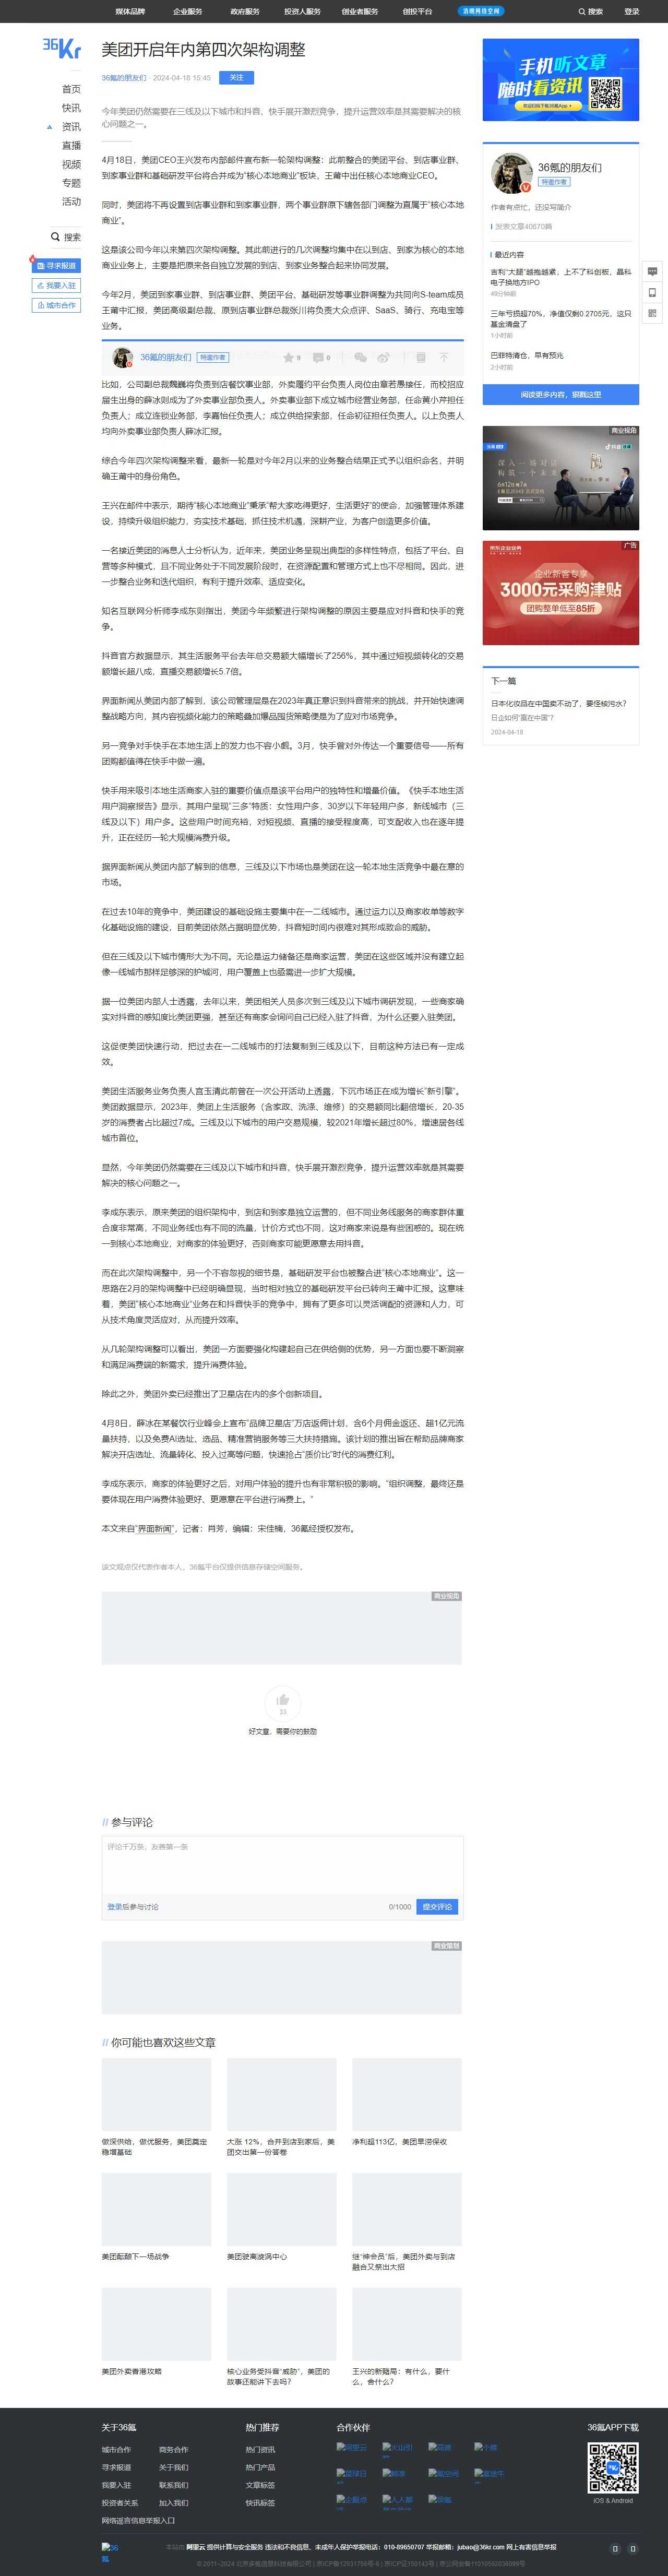 媒体品牌 企业服务 政府服务 投资人服务 创业者服务 创投平台 清朗网络空间 搜索 登录
36Kr
首页
快讯
资讯
直播
视频
专题
活动
搜索
寻求报道
我要入驻
城市合作
美团开启年内第四次架构调整
36氪的朋友们 · 2024-04-18 15:45 关注
今年美团仍然需要在三线及以下城市和抖音、快手展开激烈竞争，提升运营效率是其需要解决的核
心问题之一。
4月18日，美团CEO王兴发布内部邮件宣布新一轮架构调整：此前整合的美团平台、到店事业群、
到家事业群和基础研发平台将合并成为“核心本地商业”板块，王莆中出任核心本地商业CEO。
同时，美团将不再设置到店事业群和到家事业群，两个事业群原下辖各部门调整为直属于“核心本地
商业”。
这是该公司今年以来第四次架构调整。其此前进行的几次调整均集中在以到店、到家为核心的本地
商业业务上，主要是把原来各自独立发展的到店、到家业务整合起来协同发展。
今年2月，美团到家事业群、到店事业群、美团平台、基础研发等事业群调整为共同向S-team成员
王莆中汇报，美团高级副总裁、原到店事业群总裁张川将负责大众点评、SaaS、骑行、充电宝等
业务。
36氪的朋友们 特邀作者 9 0
比如，公司副总裁魏巍将负责到店餐饮事业部，外卖履约平台负责人岗位由章若愚接任，而校招应
届生出身的薛冰则成为了外卖事业部负责人。外卖事业部下成立城市经营业务部，任命黄小芹担任
负责人；成立连锁业务部，李嘉怡任负责人；成立供给探索部，任命初征担任负责人。以上负责人
均向外卖事业部负责人薛冰汇报。
综合今年四次架构调整来看，最新一轮是对今年2月以来的业务整合结果正式予以组织命名，并明
确王莆中的身份角色。
王兴在邮件中表示，期待“核心本地商业”秉承“帮大家吃得更好，生活更好”的使命，加强管理体系建
设，持续升级组织能力，夯实技术基础，抓住技术机遇，深耕产业，为客户创造更多价值。
一名接近美团的消息人士分析认为，近年来，美团业务呈现出典型的多样性特点，包括了平台、自
营等多种模式，且不同业务处于不同发展阶段时，在资源配置和管理方式上也不尽相同。因此，进
一步整合业务和迭代组织，有利于提升效率、适应变化。
知名互联网分析师李成东则指出，美团今年频繁进行架构调整的原因主要是应对抖音和快手的竞
争。
抖音官方数据显示，其生活服务平台去年总交易额大幅增长了256%，其中通过短视频转化的交易
额增长超八成，直播交易额增长5.7倍。
界面新闻从美团内部了解到，该公司管理层是在2023年真正意识到抖音带来的挑战，并开始快速调
整战略方向，其内容视频化能力的策略叠加爆品囤货策略便是为了应对市场竞争。
另一竞争对手快手在本地生活上的发力也不容小觑。3月，快手曾对外传达一个重要信号——所有
团购都值得在快手中做一遍。
快手用来吸引本地生活商家入驻的重要价值点是该平台用户的独特性和增量价值。《快手本地生活
用户洞察报告》显示，其用户呈现“三多”特质：女性用户多，30岁以下年轻用户多，新线城市（三
线及以下）用户多。这些用户时间充裕，对短视频、直播的接受程度高，可支配收入也在逐年提
升，正在经历一轮大规模消费升级。
据界面新闻从美团内部了解到的信息，三线及以下市场也是美团在这一轮本地生活竞争中最在意的
市场。
在过去10年的竞争中，美团建设的基础设施主要集中在一二线城市。通过运力以及商家收单等数字
化基础设施的建设，目前美团依然占据明显优势，抖音短时间内很难对其形成致命的威胁。
但在三线及以下城市情形大为不同。无论是运力储备还是商家运营，美团在这些区域并没有建立起
像一线城市那样足够深的护城河，用户覆盖上也亟需进一步扩大规模。
据一位美团内部人士透露，去年以来，美团相关人员多次到三线及以下城市调研发现，一些商家确
实对抖音的感知度比美团更强，甚至还有商家会询问自己已经入驻了抖音，为什么还要入驻美团。
这促使美团快速行动，把过去在一二线城市的打法复制到三线及以下，目前这种方法已有一定成
效。
美团生活服务业务负责人宫玉清此前曾在一次公开活动上透露，下沉市场正在成为增长“新引擎”。
美团数据显示，2023年，美团上生活服务（含家政、洗涤、维修）的交易额同比翻倍增长，20-35
岁的消费者占比超过7成。三线及以下城市的用户交易规模，较2021年增长超过80%，增速居各线
城市首位。
显然，今年美团仍然需要在三线及以下城市和抖音、快手展开激烈竞争，提升运营效率就是其需要
解决的核心问题之一。
李成东表示，原来美团的组织架构中，到店和到家是独立运营的，但不同业务线服务的商家群体重
合度非常高，不同业务线也有不同的流量，计价方式也不同，这对商家来说是有些困惑的。现在统
一到核心本地商业，对商家的体验更好，否则商家可能更愿意去用抖音。
而在此次架构调整中，另一个不容忽视的细节是，基础研发平台也被整合进“核心本地商业”。这一
思路在2月的架构调整中已经明确显现，当时相对独立的基础研发平台已转向王莆中汇报。这意味
着，美团“核心本地商业”业务在和抖音快手的竞争中，拥有了更多可以灵活调配的资源和人力，可
从技术角度灵活应对，从而提升效率。
从几轮架构调整可以看出，美团一方面要强化构建起自己在供给侧的优势，另一方面也要不断洞察
和满足消费端的新需求，提升消费体验。
除此之外，美团外卖已经推出了卫星店在内的多个创新项目。
4月8日，薛冰在某餐饮行业峰会上宣布“品牌卫星店”万店返佣计划，含6个月佣金返还、超1亿元流
量扶持，以及免费AI选址、选品、精准营销服务等三大扶持措施。该计划的推出旨在帮助品牌商家
解决开店选址、流量转化、投入过高等问题，快速抢占“质价比”时代的消费红利。
李成东表示，商家的体验更好之后，对用户体验的提升也有非常积极的影响。“组织调整，最终还是
要体现在用户消费体验更好、更愿意在平台进行消费上。”
本文来自“界面新闻”，记者：肖芳，编辑：宋佳楠，36氪经授权发布。
该文观点仅代表作者本人，36氪平台仅提供信息存储空间服务。
商业视角
33
好文章，需要你的鼓励
参与评论
评论千万条，友善第一条
登录后参与讨论 0/1000 提交评论
商业策划
你可能也喜欢这些文章
做深供给，做优服务，美团奠定
稳增基础
大涨 12%，合并到店到家后，美
团交出第一份答卷
净利超113亿，美团旱涝保收
美团酝酿下一场战争
美团驶离漩涡中心
继“神会员”后，美团外卖与到店
融合又祭出大招
美团外卖香港攻略
核心业务受抖音“威胁”，美团的
故事还能讲下去吗？
王兴的新赌局：有什么，要什
么，舍什么？
手机听文章
随时看资讯
36氪的朋友们
特邀作者
作者有点忙，还没写简介
发表文章40870篇
最近内容
吉利“大腿”越抱越紧，上不了科创板，晶科
电子换地方IPO
49分钟前
三年亏损超70%，净值仅剩0.2705元，这只
基金清盘了
1小时前
巴菲特清仓，早有预兆
2小时前
阅读更多内容，狠戳这里
商业视角
深入一场对话
构筑一个未来
广告
京东企业业务
企业新客专享
3000元采购津贴
团购整单低至85折
下一篇
日本化妆品在中国卖不动了，要怪核污水？
日企如何“赢在中国”？
2024-04-18
关于36氪
城市合作 商务合作
寻求报道 关于我们
我要入驻 联系我们
投资者关系 加入我们
网络谣言信息举报入口
热门推荐
热门资讯
热门产品
文章标签
快讯标签
合作伙伴
阿里云 火山引 高德 个推
星球日 鲸准 氪空间 富途牛
企服点 人人都 领氪
36氪APP下载
iOS & Android
36
氪
本站由 阿里云 提供计算与安全服务 违法和不良信息、未成年人保护举报电话：010-89650707 举报邮箱：jubao@36kr.com 网上有害信息举报